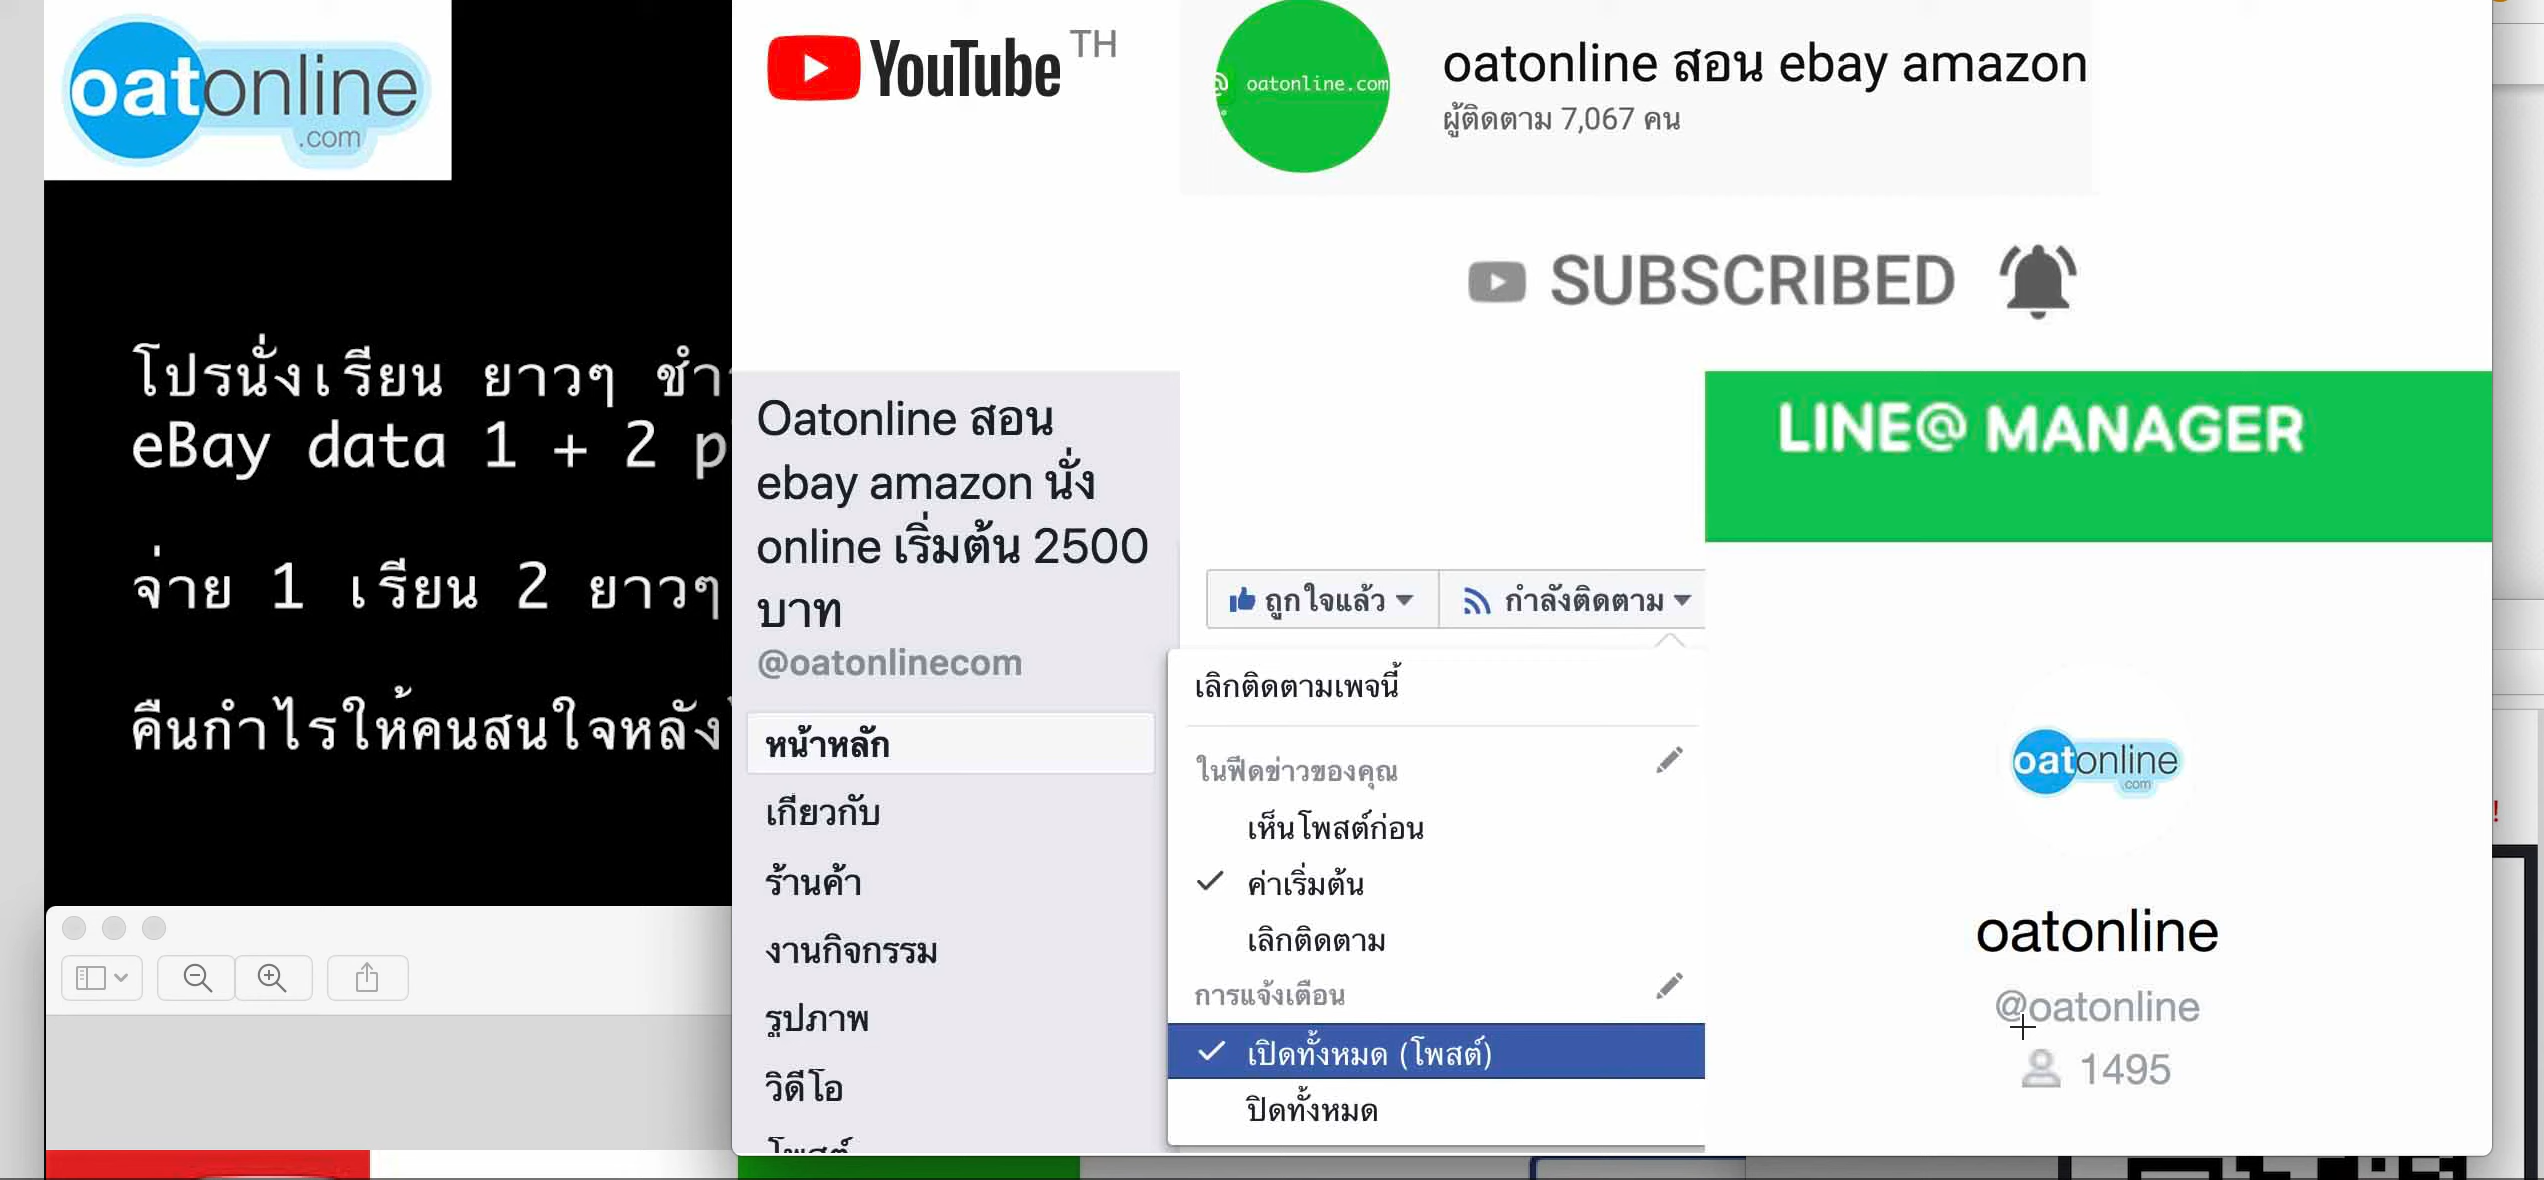 oatonline
.com
โปรนั่งเรียน ยาวๆ
eBay data 1 + 2
จ่าย 1 เรียน 2 ยาวๆ
คืนกำไรให้คนสนใจหลัง
YouTube TH
@ oatonline.com
oatonline สอน ebay amazon
ผู้ติดตาม 7,067 คน
SUBSCRIBED
Oatonline สอน
ebay amazon นั่ง
online เริ่มต้น 2500
บาท
@oatonlinecom
หน้าหลัก
เกี่ยวกับ
ร้านค้า
งานกิจกรรม
รูปภาพ
วิดีโอ
โพสต์
ถูกใจแล้ว
กำลังติดตาม
เลิกติดตามเพจนี้
ในฟีดข่าวของคุณ
เห็นโพสต์ก่อน
ค่าเริ่มต้น
เลิกติดตาม
การแจ้งเตือน
เปิดทั้งหมด (โพสต์)
ปิดทั้งหมด
LINE@ MANAGER
oatonline
.com
oatonline
@oatonline
1495
!